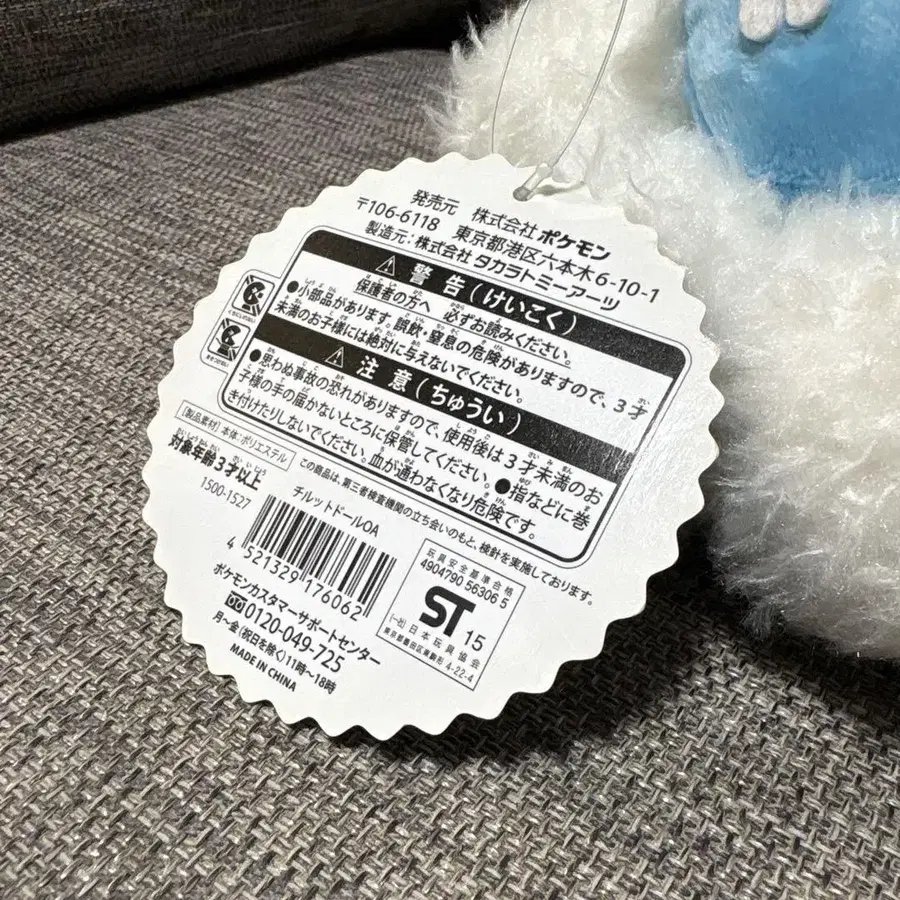 発売元　株式会社ポケモン
〒106-6118　東京都港区六本木6-10-1
製造元：株式会社タカラトミーアーツ
⚠ 警告(けいこく)
保護者の方へ　必ずお読みください。
●小部品があります。誤飲・窒息の危険がありますので、3才
未満のお子様には絶対に与えないでください。
⚠ 注意(ちゅうい)
●思わぬ事故の恐れがありますので、使用後は3才未満のお
子様の手の届かないところに保管してください。●指などに巻
き付けたりしないでください。血が通わなくなり危険です。
[製品素材] 本体：ポリエステル
この商品は、第三者検査機関の立ち会いのもと、検針を実施しております。
対象年齢3才以上
1500-1527
チルットドールOA
4 521329 176062
玩具安全基準合格
4904790 56306 5
ST 15
(一社)日本玩具協会
東京都墨田区東駒形 4-22-4
ポケモンカスタマーサポートセンター
0120-049-725
月～金(祝日を除く)11時～18時
MADE IN CHINA